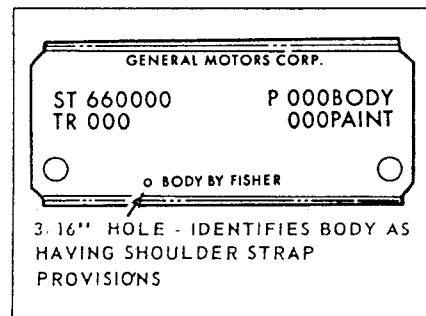 GENERAL MOTORS CORP.
ST 660000 P 000BODY
TR 000 000PAINT
BODY BY FISHER
3/16" HOLE - IDENTIFIES BODY AS
HAVING SHOULDER STRAP
PROVISIONS